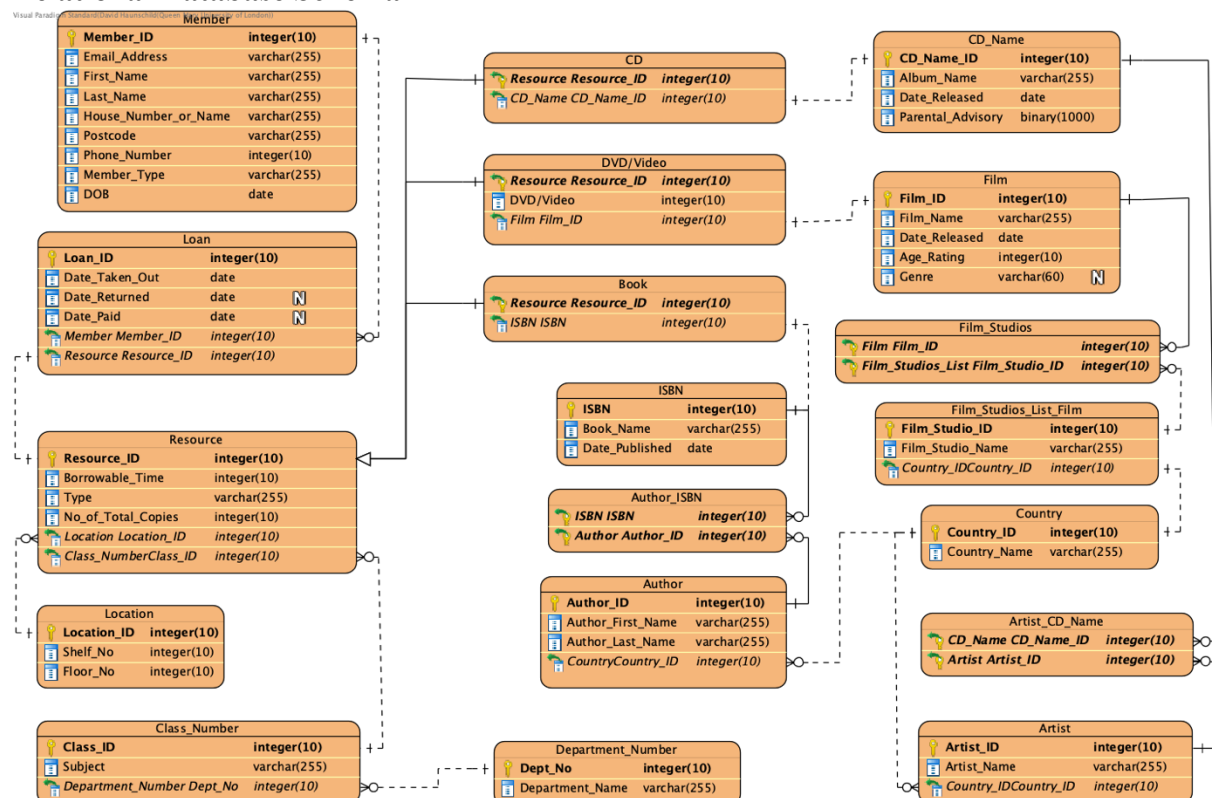 Visual Paradigm Standard(David Haunschild(Queen Mary University of London))
Member
Member_ID integer(10)
Email_Address varchar(255)
First_Name varchar(255)
Last_Name varchar(255)
House_Number_or_Name varchar(255)
Postcode varchar(255)
Phone_Number integer(10)
Member_Type varchar(255)
DOB date
Loan
Loan_ID integer(10)
Date_Taken_Out date
Date_Returned date N
Date_Paid date N
Member Member_ID integer(10)
Resource Resource_ID integer(10)
Resource
Resource_ID integer(10)
Borrowable_Time integer(10)
Type varchar(255)
No_of_Total_Copies integer(10)
Location Location_ID integer(10)
Class_NumberClass_ID integer(10)
Location
Location_ID integer(10)
Shelf_No integer(10)
Floor_No integer(10)
Class_Number
Class_ID integer(10)
Subject varchar(255)
Department_Number Dept_No integer(10)
CD
Resource Resource_ID integer(10)
CD_Name CD_Name_ID integer(10)
DVD/Video
Resource Resource_ID integer(10)
DVD/Video integer(10)
Film Film_ID integer(10)
Book
Resource Resource_ID integer(10)
ISBN ISBN integer(10)
ISBN
ISBN integer(10)
Book_Name varchar(255)
Date_Published date
Author_ISBN
ISBN ISBN integer(10)
Author Author_ID integer(10)
Author
Author_ID integer(10)
Author_First_Name varchar(255)
Author_Last_Name varchar(255)
CountryCountry_ID integer(10)
Department_Number
Dept_No integer(10)
Department_Name varchar(255)
CD_Name
CD_Name_ID integer(10)
Album_Name varchar(255)
Date_Released date
Parental_Advisory binary(1000)
Film
Film_ID integer(10)
Film_Name varchar(255)
Date_Released date
Age_Rating integer(10)
Genre varchar(60) N
Film_Studios
Film Film_ID integer(10)
Film_Studios_List Film_Studio_ID integer(10)
Film_Studios_List_Film
Film_Studio_ID integer(10)
Film_Studio_Name varchar(255)
Country_IDCountry_ID integer(10)
Country
Country_ID integer(10)
Country_Name varchar(255)
Artist_CD_Name
CD_Name CD_Name_ID integer(10)
Artist Artist_ID integer(10)
Artist
Artist_ID integer(10)
Artist_Name varchar(255)
Country_IDCountry_ID integer(10)